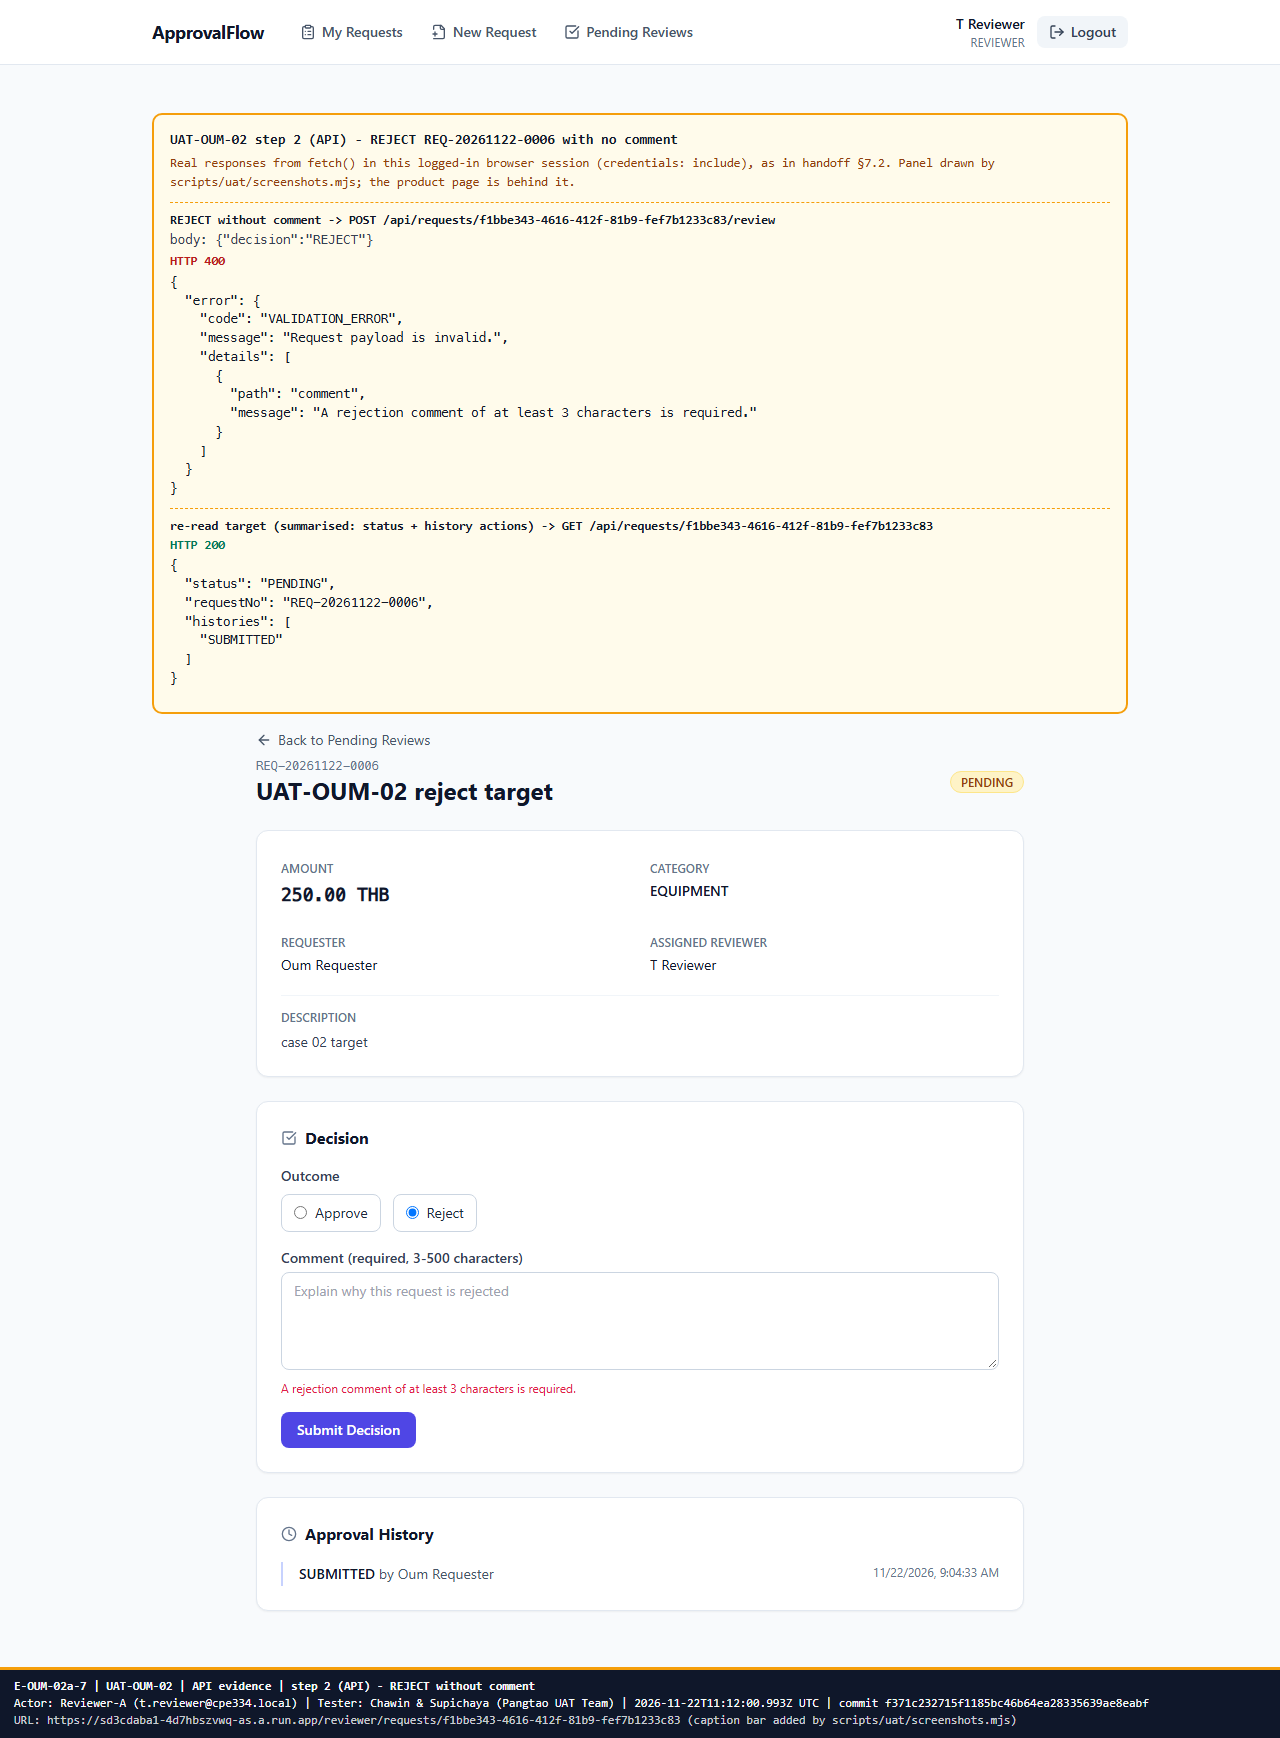 ApprovalFlow
My Requests
New Request
Pending Reviews
T Reviewer
REVIEWER
Logout
UAT-OUM-02 step 2 (API) - REJECT REQ-20261122-0006 with no comment
Real responses from fetch() in this logged-in browser session (credentials: include), as in handoff §7.2. Panel drawn by
scripts/uat/screenshots.mjs; the product page is behind it.
REJECT without comment -> POST /api/requests/f1bbe343-4616-412f-81b9-fef7b1233c83/review
body: {"decision":"REJECT"}
HTTP 400
{
  "error": {
    "code": "VALIDATION_ERROR",
    "message": "Request payload is invalid.",
    "details": [
      {
        "path": "comment",
        "message": "A rejection comment of at least 3 characters is required."
      }
    ]
  }
}
re-read target (summarised: status + history actions) -> GET /api/requests/f1bbe343-4616-412f-81b9-fef7b1233c83
HTTP 200
{
  "status": "PENDING",
  "requestNo": "REQ-20261122-0006",
  "histories": [
    "SUBMITTED"
  ]
}
Back to Pending Reviews
REQ-20261122-0006
UAT-OUM-02 reject target
PENDING
AMOUNT
250.00 THB
CATEGORY
EQUIPMENT
REQUESTER
Oum Requester
ASSIGNED REVIEWER
T Reviewer
DESCRIPTION
case 02 target
Decision
Outcome
Approve
Reject
Comment (required, 3-500 characters)
Explain why this request is rejected
A rejection comment of at least 3 characters is required.
Submit Decision
Approval History
SUBMITTED by Oum Requester
11/22/2026, 9:04:33 AM
E-OUM-02a-7 | UAT-OUM-02 | API evidence | step 2 (API) - REJECT without comment
Actor: Reviewer-A (t.reviewer@cpe334.local) | Tester: Chawin & Supichaya (Pangtao UAT Team) | 2026-11-22T11:12:00.993Z UTC | commit f371c232715f1185bc46b64ea28335639ae8eabf
URL: https://sd3cdaba1-4d7hbszvwq-as.a.run.app/reviewer/requests/f1bbe343-4616-412f-81b9-fef7b1233c83 (caption bar added by scripts/uat/screenshots.mjs)